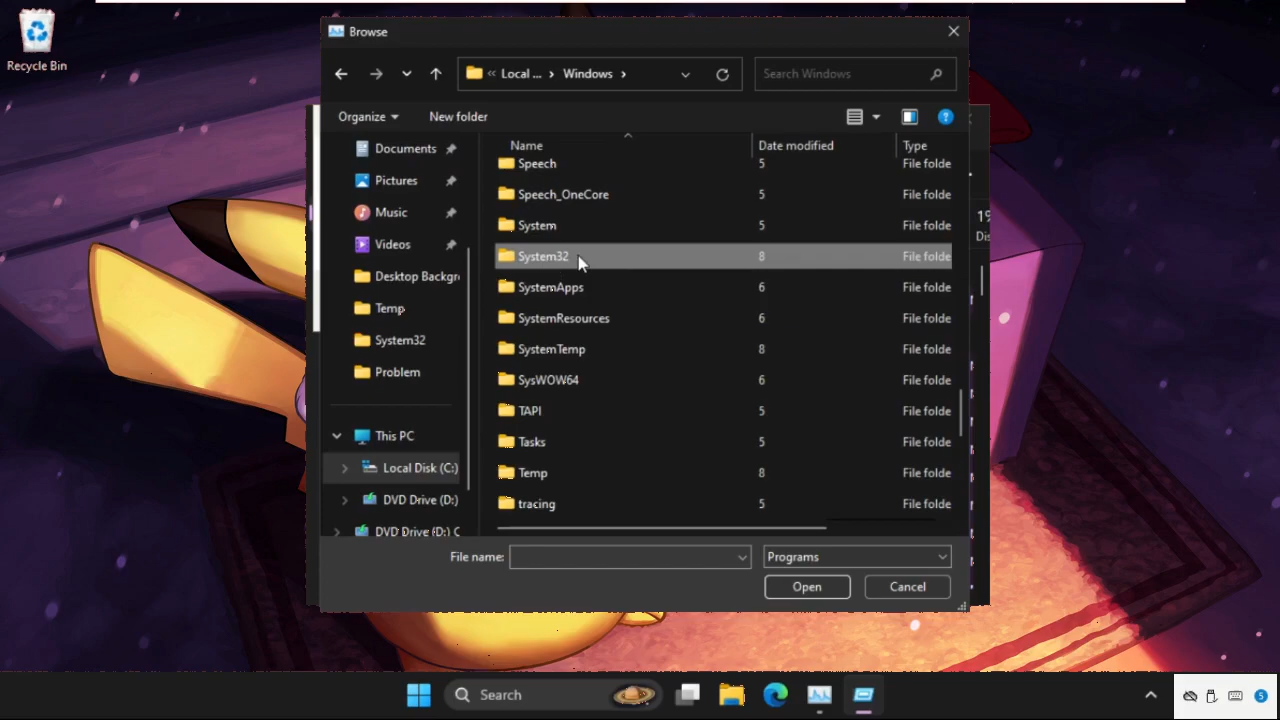 Recycle Bin
Browse
« Local ... > Windows >
Search Windows
Organize
New folder
Name
Date modified
Type
Documents
Pictures
Music
Videos
Desktop Backgr
Temp
System32
Problem
This PC
Local Disk (C:)
DVD Drive (D:)
DVD Drive (D:) C
Speech 5 File folde
Speech_OneCore 5 File folde
System 5 File folde
System32 8 File folde
SystemApps 6 File folde
SystemResources 6 File folde
SystemTemp 8 File folde
SysWOW64 6 File folde
TAPI 5 File folde
Tasks 5 File folde
Temp 8 File folde
tracing 5 File folde
File name:
Programs
Open
Cancel
Search
5